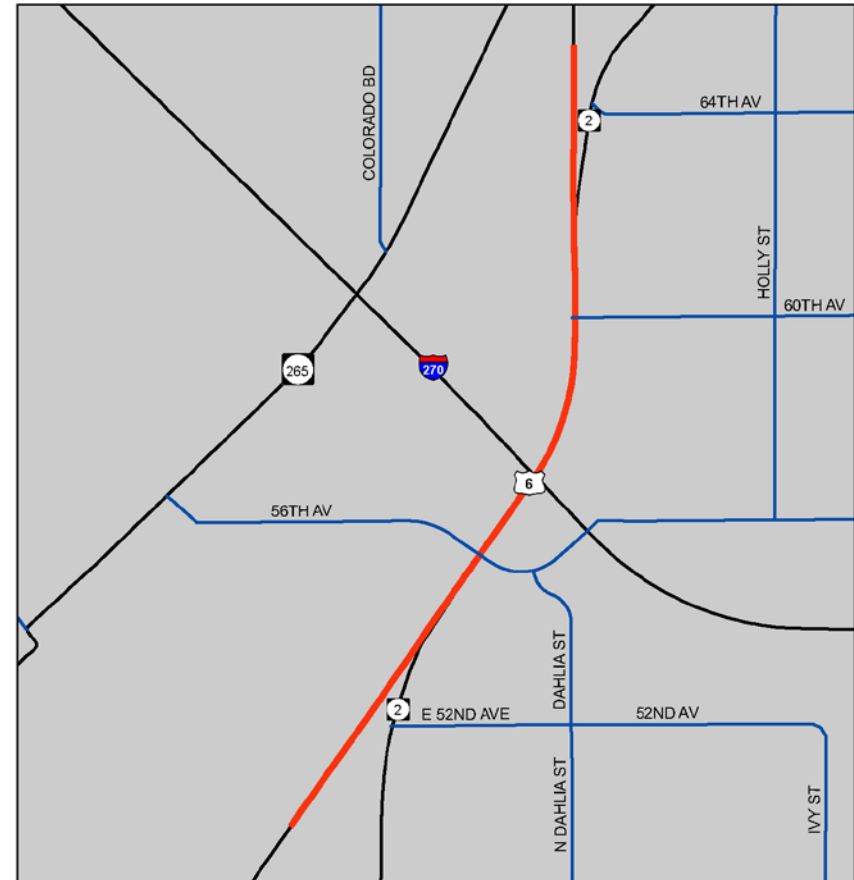 COLORADO BD
64TH AV
2
HOLLY ST
60TH AV
265
270
6
56TH AV
DAHLIA ST
2
E 52ND AVE
52ND AV
N DAHLIA ST
IVY ST